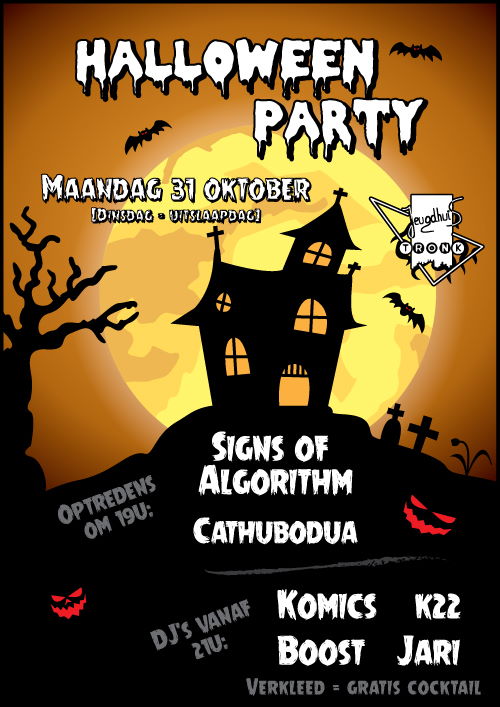 HALLOWEEN
PARTY
MAANDAG 31 OKTOBER
[DINSDAG = UITSLAAPDAG]
Jeugdhuis
TRONK
SIGNS OF
ALGORITHM
OPTREDENS
OM 19U:
CATHUBODUA
DJ'S VANAF
21U:
KOMICS K22
BOOST JARI
VERKLEED = GRATIS COCKTAIL